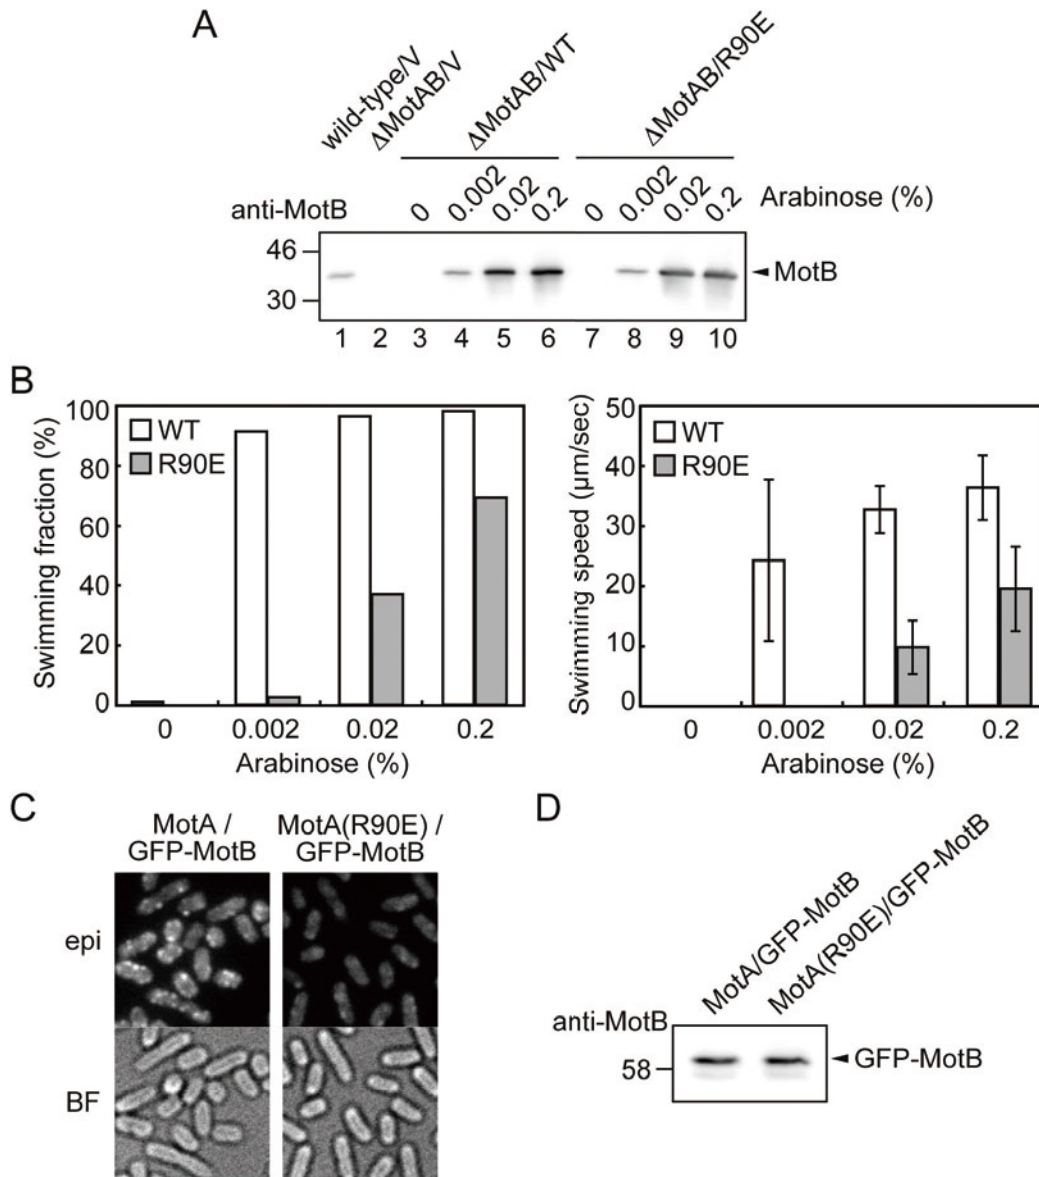 A
wild-type/V
ΔMotAB/V
ΔMotAB/WT
ΔMotAB/R90E
0 0.002 0.02 0.2 0 0.002 0.02 0.2 Arabinose (%)
anti-MotB
46
30
MotB
1 2 3 4 5 6 7 8 9 10
B
Swimming fraction (%)
100
80
60
40
20
0
WT
R90E
0 0.002 0.02 0.2
Arabinose (%)
Swimming speed (µm/sec)
50
40
30
20
10
0
WT
R90E
0 0.002 0.02 0.2
Arabinose (%)
C
MotA /
GFP-MotB
MotA(R90E) /
GFP-MotB
epi
BF
D
MotA/GFP-MotB
MotA(R90E)/GFP-MotB
anti-MotB
58
GFP-MotB